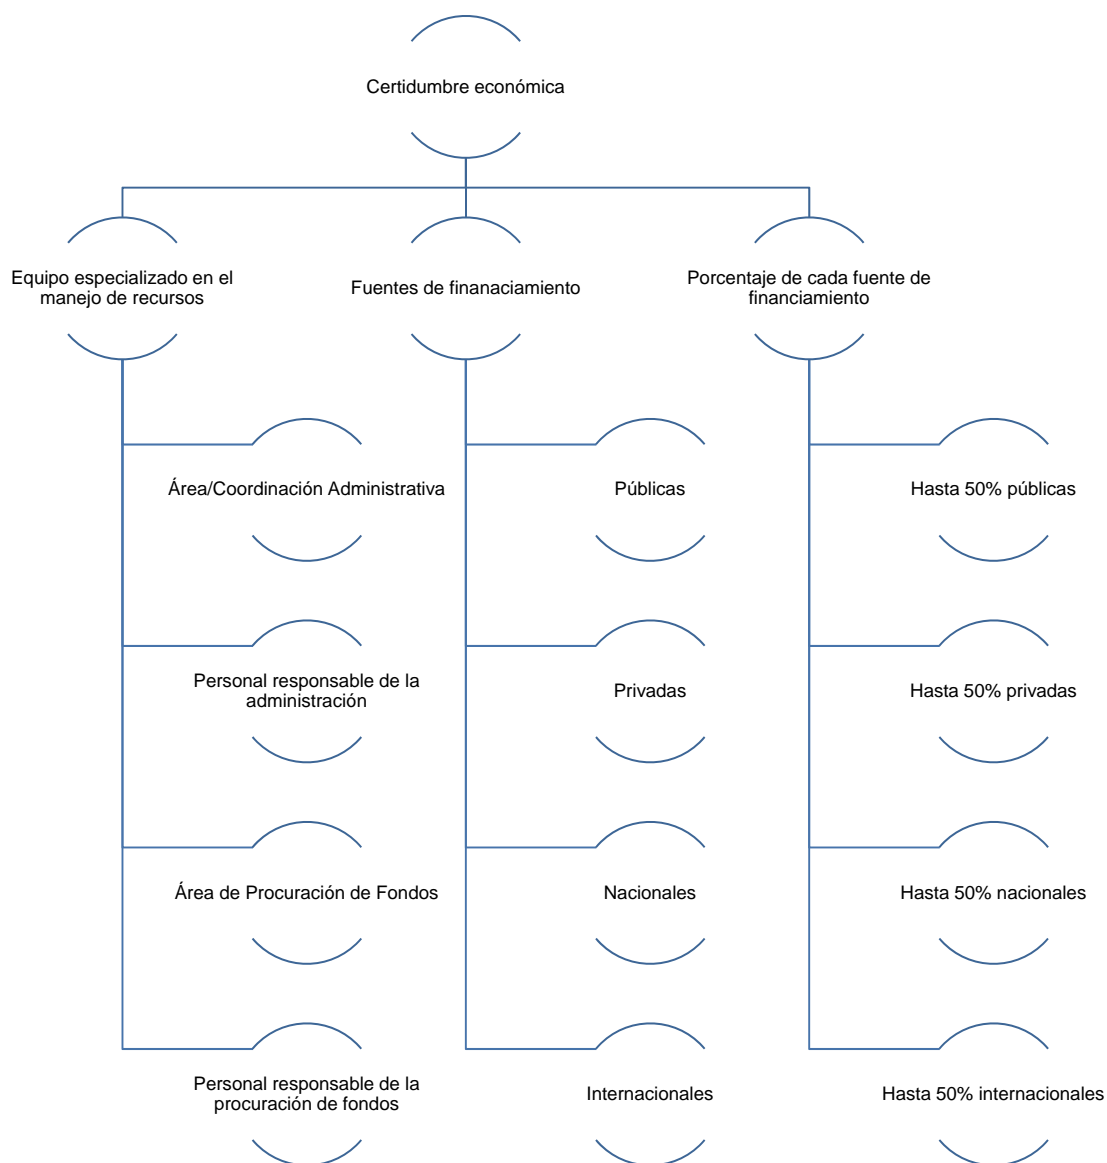 Certidumbre económica
Equipo especializado en el
manejo de recursos
Fuentes de finanaciamiento
Porcentaje de cada fuente de
financiamiento
Área/Coordinación Administrativa
Públicas
Hasta 50% públicas
Personal responsable de la
administración
Privadas
Hasta 50% privadas
Área de Procuración de Fondos
Nacionales
Hasta 50% nacionales
Personal responsable de la
procuración de fondos
Internacionales
Hasta 50% internacionales